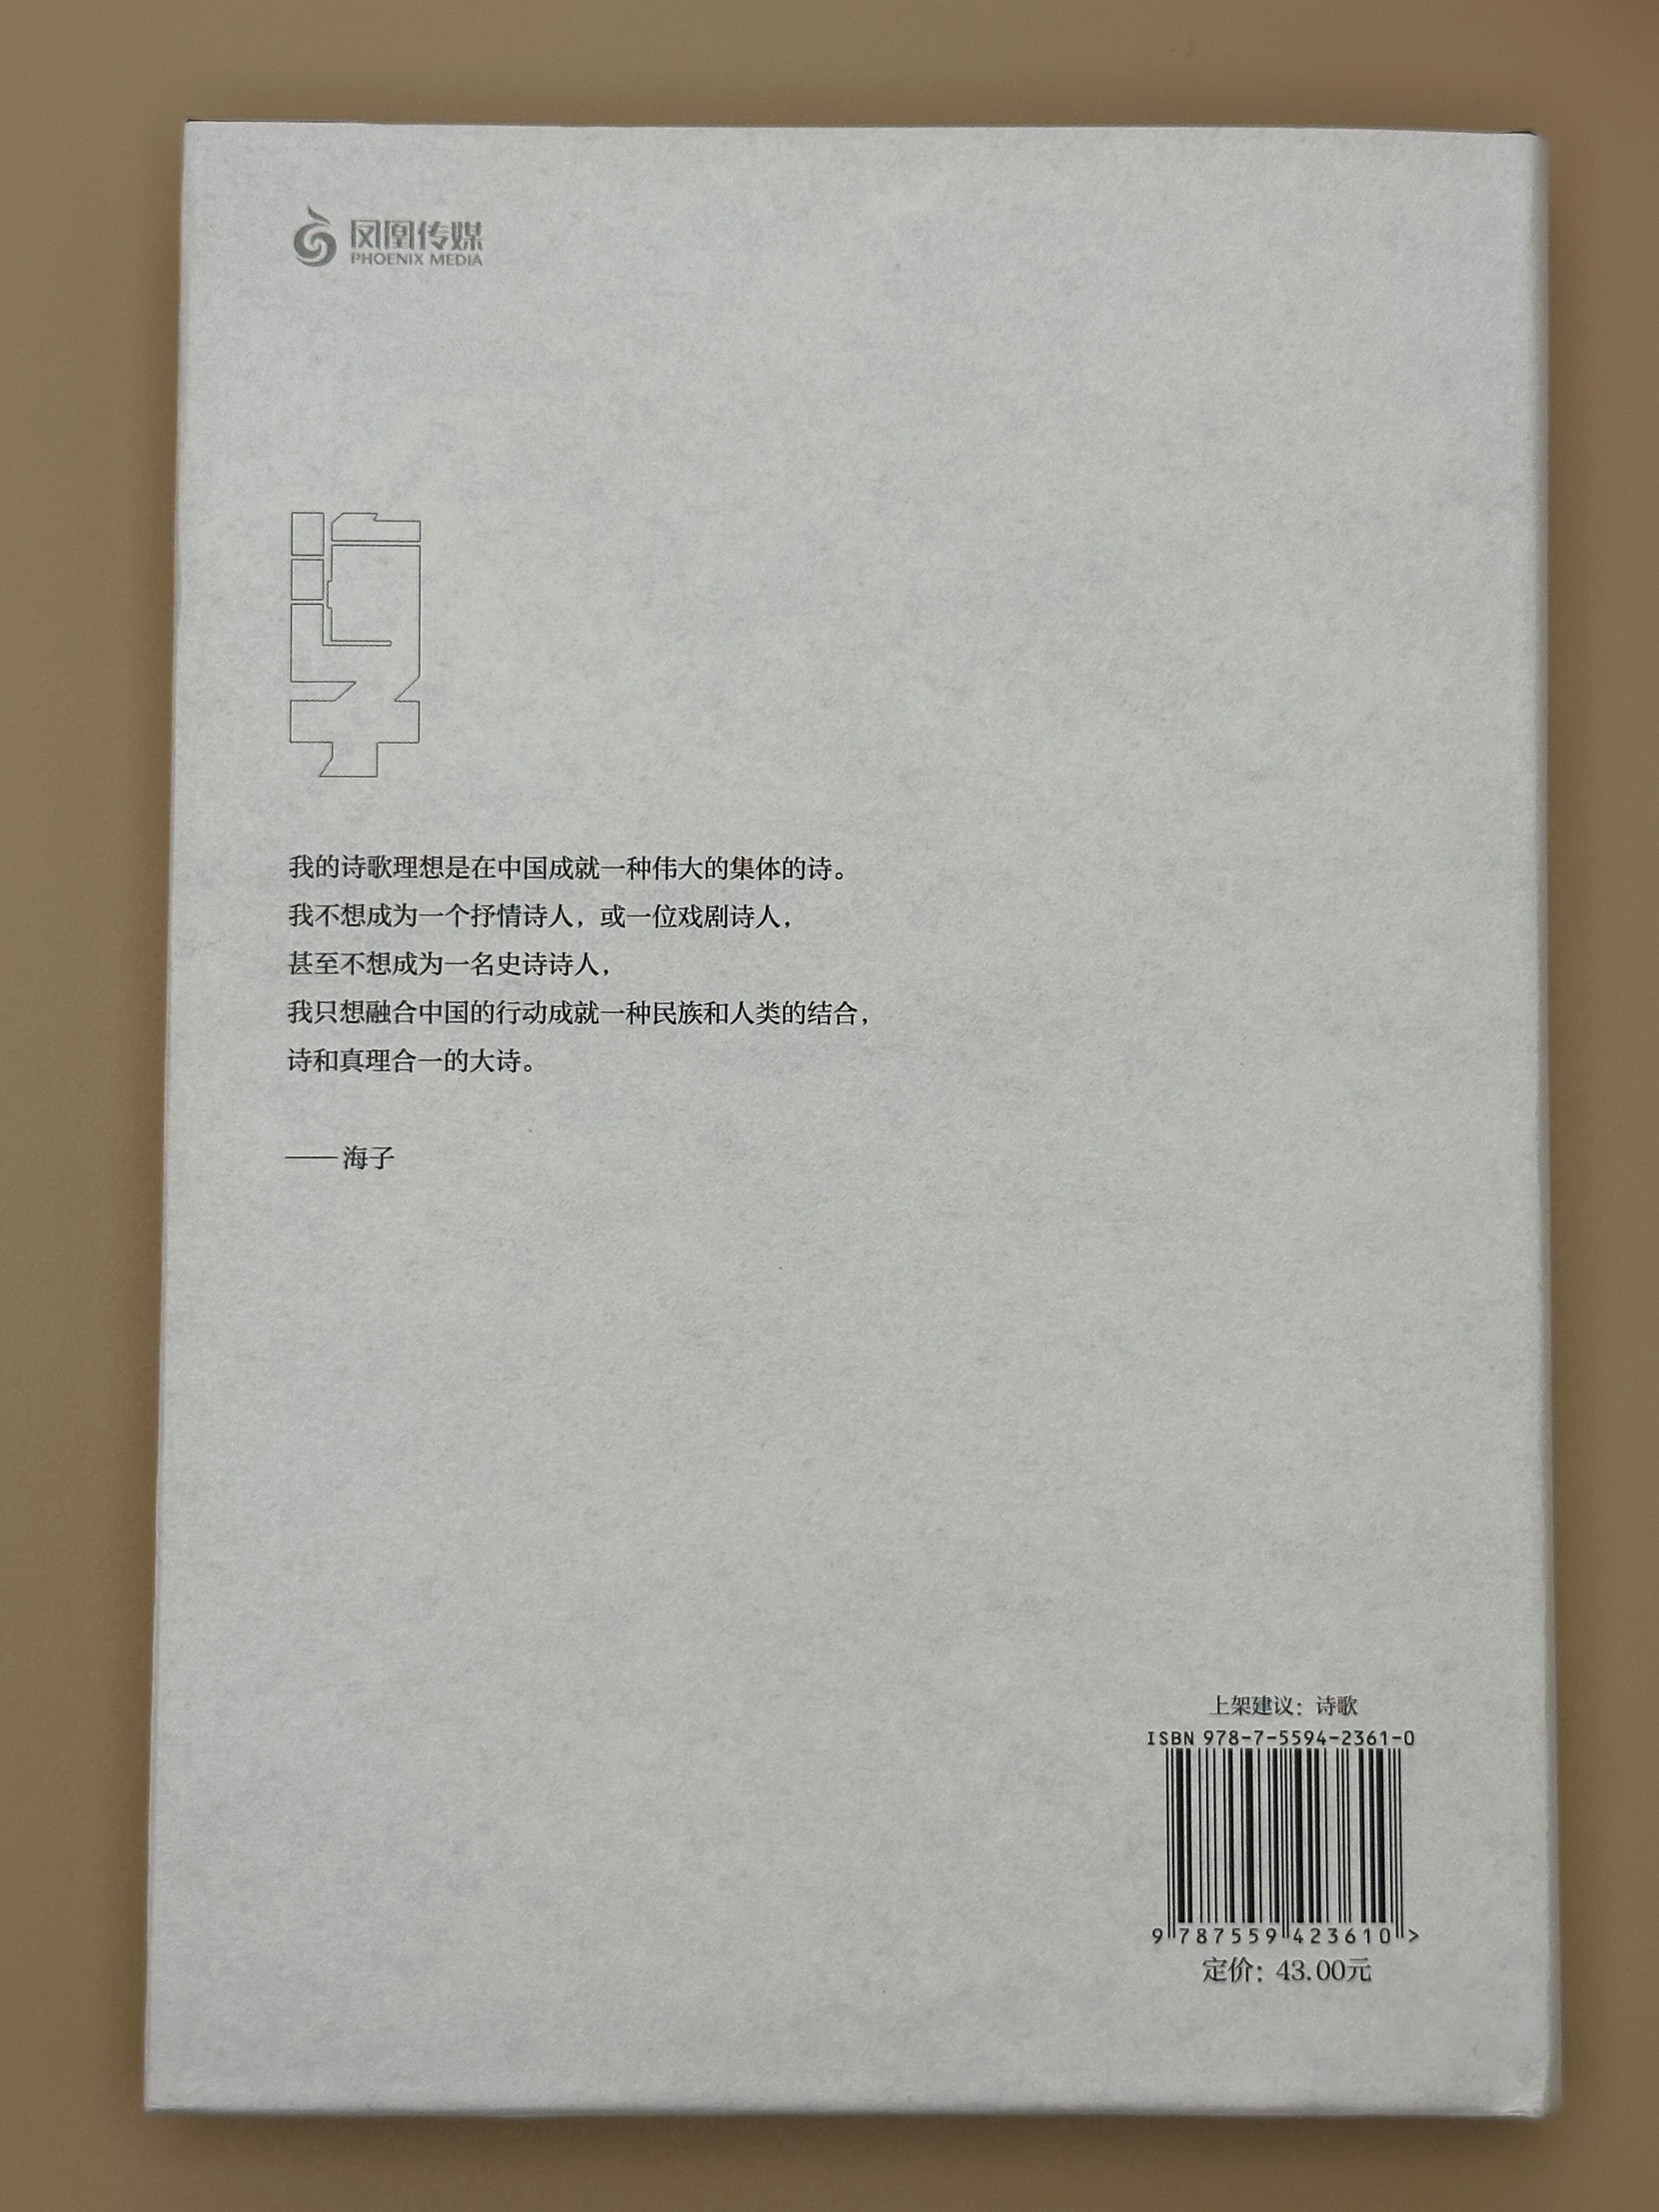 凤凰传媒
PHOENIX MEDIA
海子
我的诗歌理想是在中国成就一种伟大的集体的诗。
我不想成为一个抒情诗人，或一位戏剧诗人，
甚至不想成为一名史诗诗人，
我只想融合中国的行动成就一种民族和人类的结合，
诗和真理合一的大诗。
——海子
上架建议：诗歌
ISBN 978-7-5594-2361-0
9 787559 423610 >
定价：43.00元